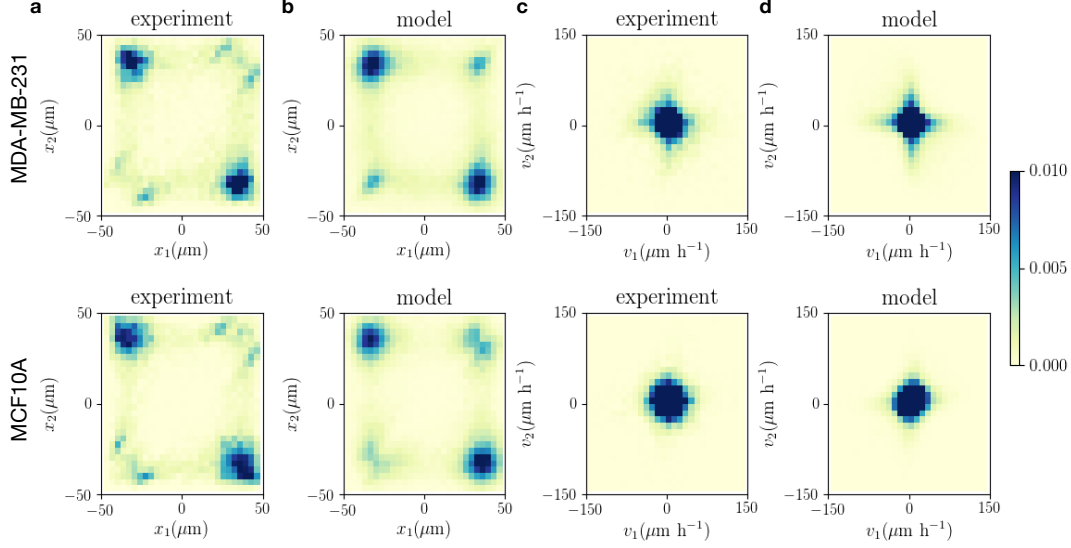 a b c d
experiment model experiment model
MDA-MB-231
x₂(μm)
50
0
−50
−50 0 50
x₁(μm)
x₂(μm)
50
0
−50
−50 0 50
x₁(μm)
v₂(μm h⁻¹)
150
0
−150
−150 0 150
v₁(μm h⁻¹)
v₂(μm h⁻¹)
150
0
−150
−150 0 150
v₁(μm h⁻¹)
0.010
0.005
0.000
experiment model experiment model
MCF10A
x₂(μm)
50
0
−50
−50 0 50
x₁(μm)
x₂(μm)
50
0
−50
−50 0 50
x₁(μm)
v₂(μm h⁻¹)
150
0
−150
−150 0 150
v₁(μm h⁻¹)
v₂(μm h⁻¹)
150
0
−150
−150 0 150
v₁(μm h⁻¹)